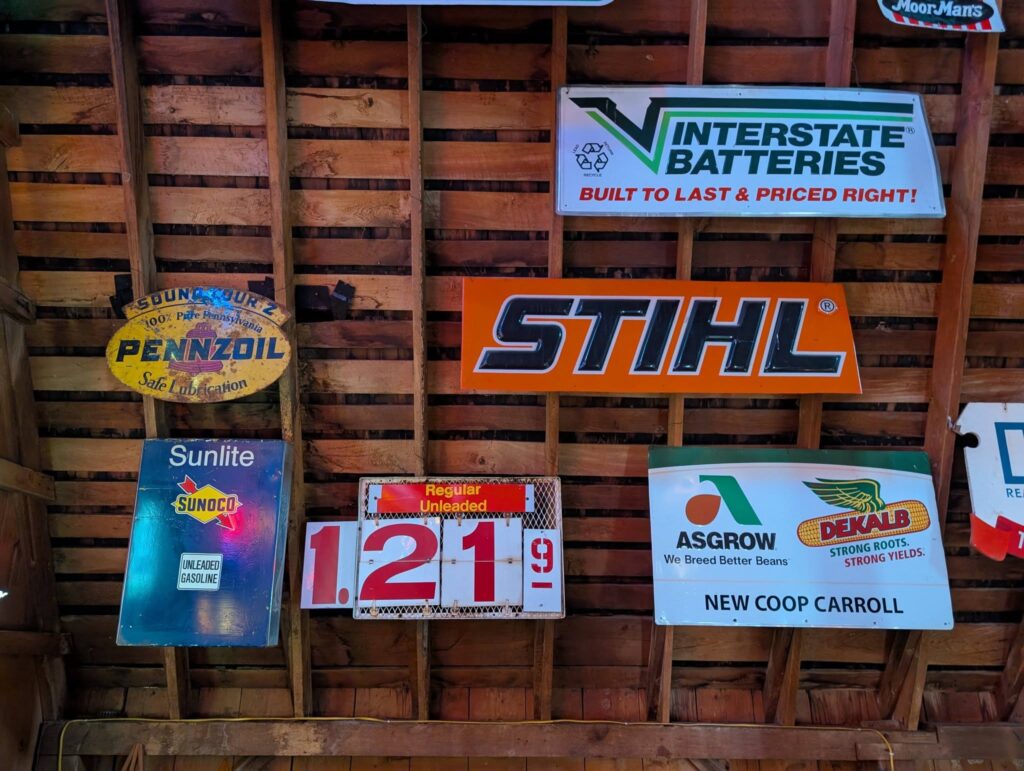 MoorMan's
INTERSTATE®
BATTERIES
RECYCLE
BUILT TO LAST & PRICED RIGHT!
SOUND YOUR Z
100% Pure Pennsylvania
PENNZOIL
Safe Lubrication
STIHL®
Sunlite
SUNOCO
UNLEADED
GASOLINE
Regular
Unleaded
1.21 9
ASGROW
We Breed Better Beans
DEKALB
STRONG ROOTS.
STRONG YIELDS.
NEW COOP CARROLL